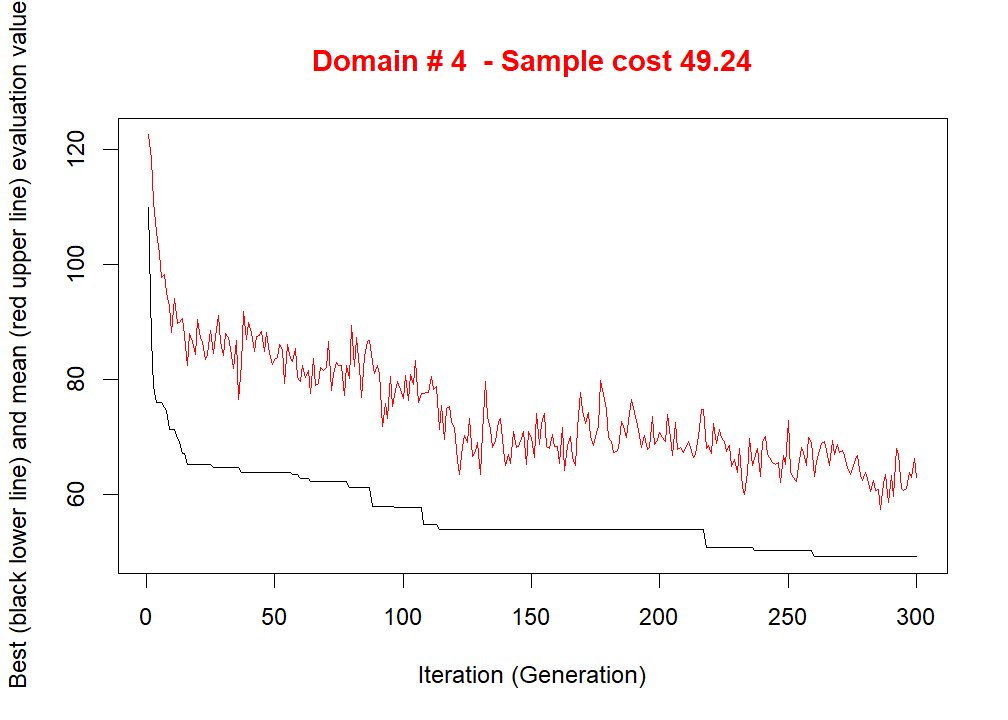 Domain # 4  - Sample cost 49.24
Best (black lower line) and mean (red upper line) evaluation value
120
100
80
60
0 50 100 150 200 250 300
Iteration (Generation)